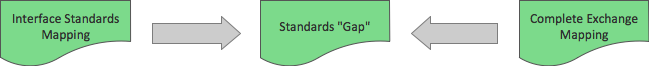 Interface Standards
Mapping
Standards "Gap"
Complete Exchange
Mapping